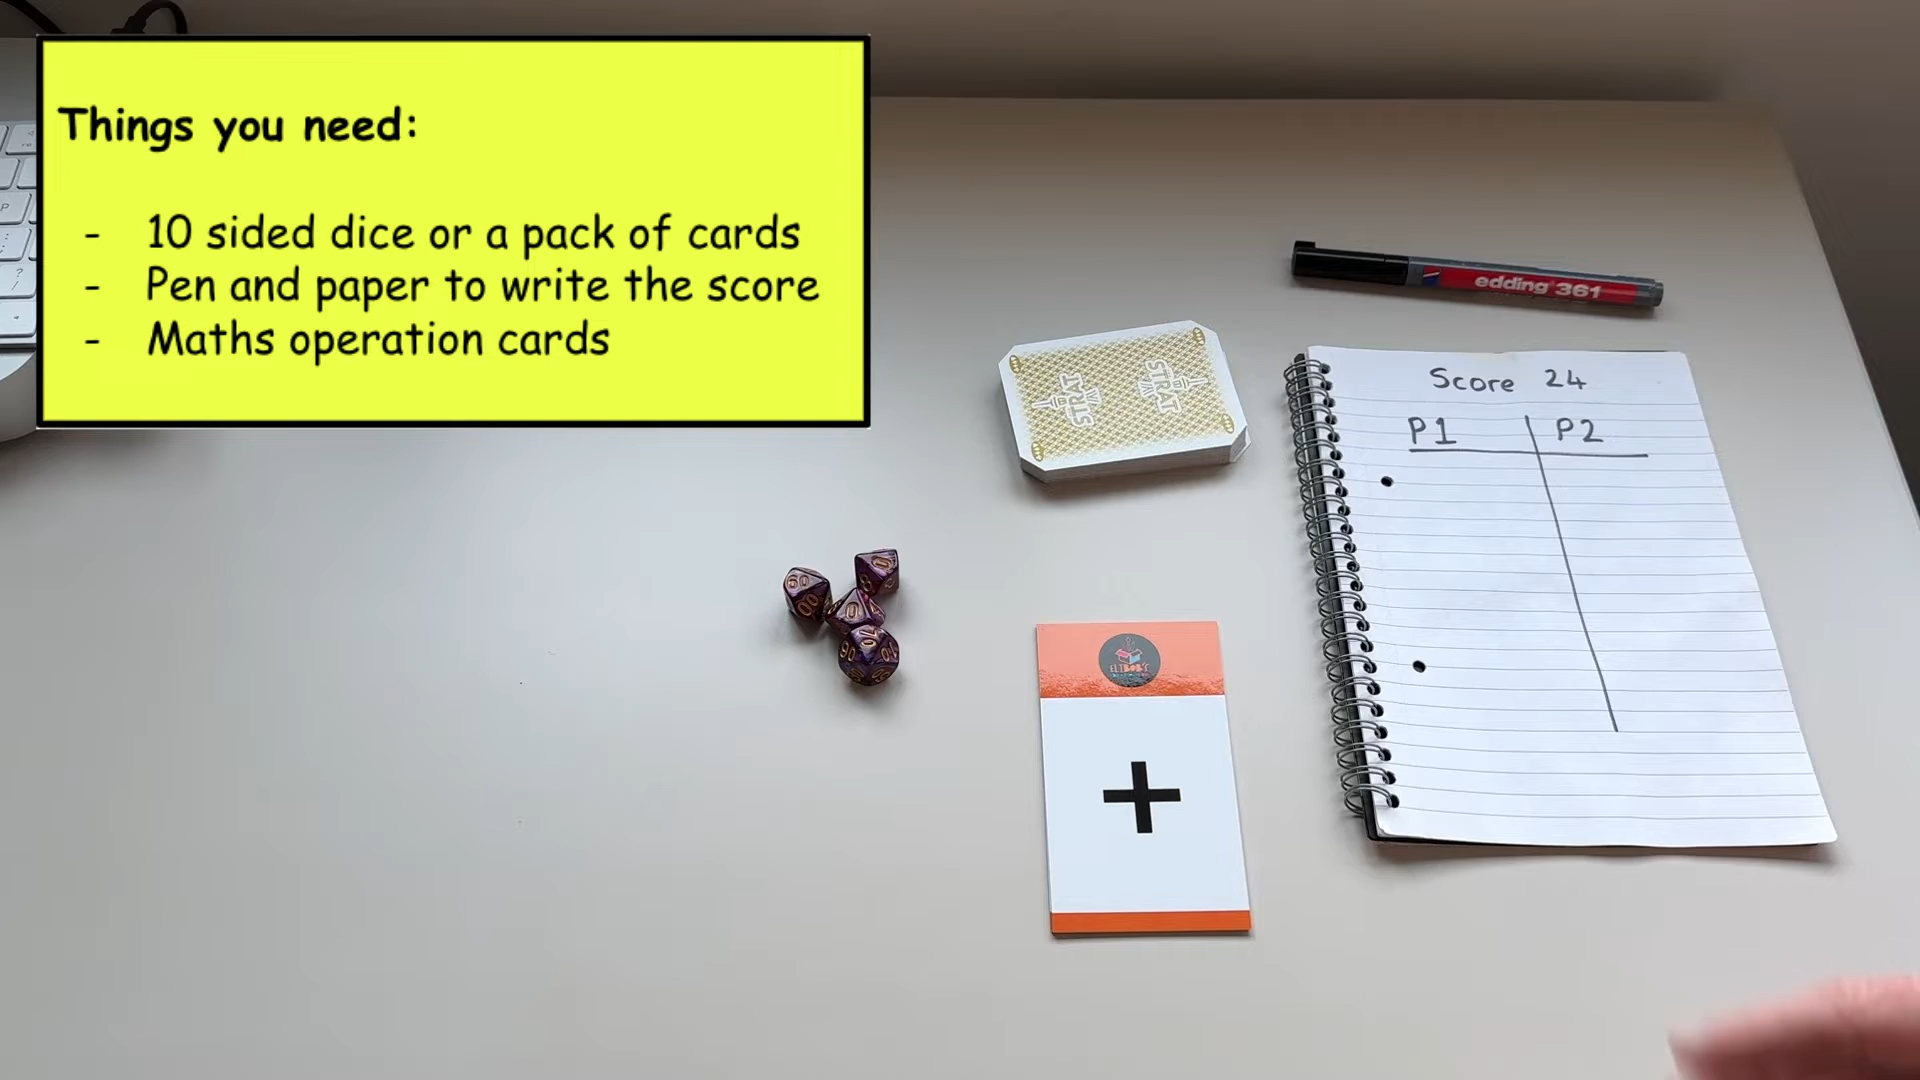 Things you need:
- 10 sided dice or a pack of cards
- Pen and paper to write the score
- Maths operation cards
edding 361
STRAT
STRAT
Score 24
P1 P2
+